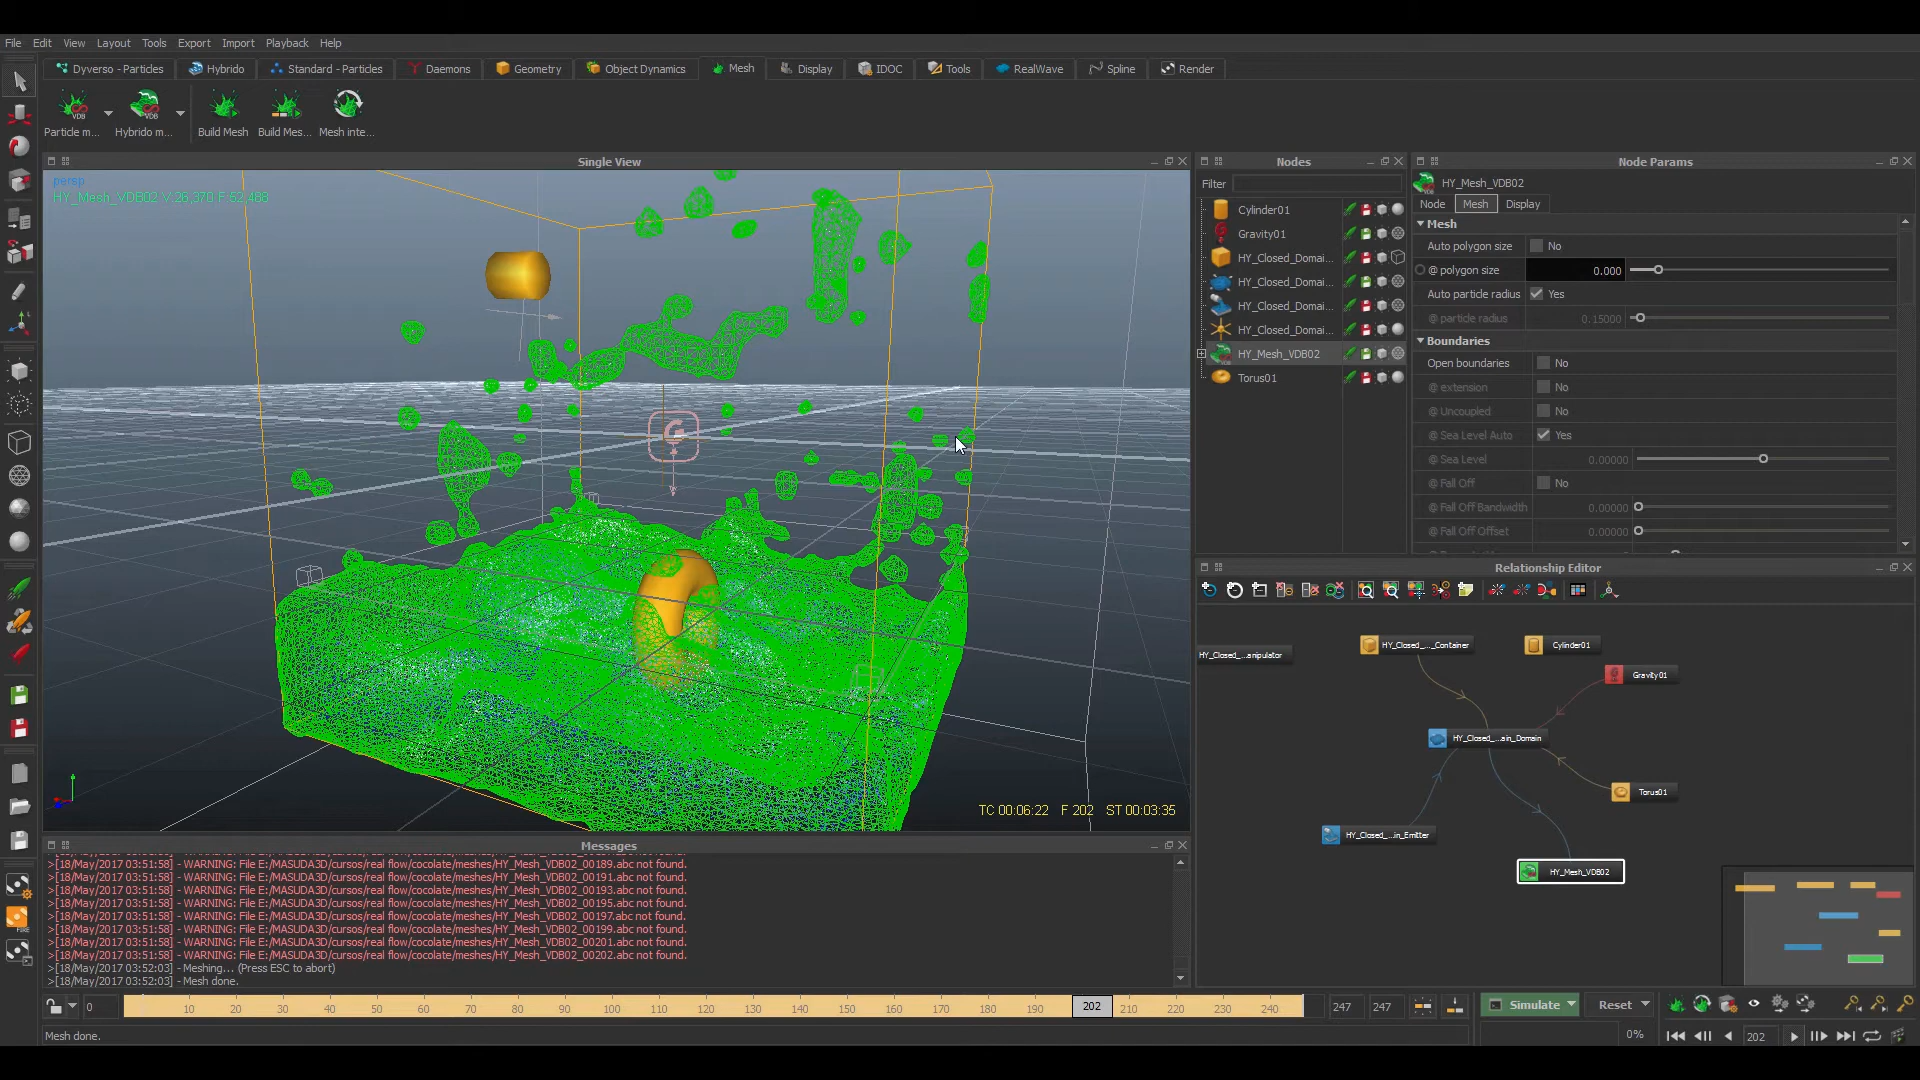 File Edit View Layout Tools Export Import Playback Help
Dyverso - Particles Hybrido Standard - Particles Daemons Geometry Object Dynamics Mesh Display IDOC Tools RealWave Spline Render
Particle m... Hybrido m... Build Mesh Build Mes... Mesh inte...
Single View
persp
HY_Mesh_VDB02 V:26,370 F 52,488
TC 00:06:22 F 202 ST 00:03:35
Nodes
Filter
Cylinder01
Gravity01
HY_Closed_Domai...
HY_Closed_Domai...
HY_Closed_Domai...
HY_Closed_Domai...
HY_Mesh_VDB02
Torus01
Node Params
HY_Mesh_VDB02
Node Mesh Display
Mesh
Auto polygon size No
@ polygon size 0.000
Auto particle radius Yes
@ particle radius 0.15000
Boundaries
Open boundaries No
@ extension No
@ Uncoupled No
@ Sea Level Auto Yes
@ Sea Level 0.00000
@ Fall Off No
@ Fall Off Bandwidth 0.00000
@ Fall Off Offset 0.00000
Relationship Editor
HY_Closed_...anipulator
HY_Closed_..._Container
Cylinder01
Gravity01
HY_Closed_...ain_Domain
Torus01
HY_Closed_...in_Emitter
HY_Mesh_VDB02
Messages
>[18/May/2017 03:51:58] - WARNING: File E:/MASUDA3D/cursos/real flow/cocolate/meshes/HY_Mesh_VDB02_00189.abc not found.
>[18/May/2017 03:51:58] - WARNING: File E:/MASUDA3D/cursos/real flow/cocolate/meshes/HY_Mesh_VDB02_00191.abc not found.
>[18/May/2017 03:51:58] - WARNING: File E:/MASUDA3D/cursos/real flow/cocolate/meshes/HY_Mesh_VDB02_00193.abc not found.
>[18/May/2017 03:51:58] - WARNING: File E:/MASUDA3D/cursos/real flow/cocolate/meshes/HY_Mesh_VDB02_00195.abc not found.
>[18/May/2017 03:51:58] - WARNING: File E:/MASUDA3D/cursos/real flow/cocolate/meshes/HY_Mesh_VDB02_00197.abc not found.
>[18/May/2017 03:51:58] - WARNING: File E:/MASUDA3D/cursos/real flow/cocolate/meshes/HY_Mesh_VDB02_00199.abc not found.
>[18/May/2017 03:51:58] - WARNING: File E:/MASUDA3D/cursos/real flow/cocolate/meshes/HY_Mesh_VDB02_00201.abc not found.
>[18/May/2017 03:51:58] - WARNING: File E:/MASUDA3D/cursos/real flow/cocolate/meshes/HY_Mesh_VDB02_00202.abc not found.
>[18/May/2017 03:52:03] - Meshing... (Press ESC to abort)
>[18/May/2017 03:52:03] - Mesh done.
0 10 20 30 40 50 60 70 80 90 100 110 120 130 140 150 160 170 180 190 202 210 220 230 240 247 247
Simulate Reset
Mesh done.
0% 202